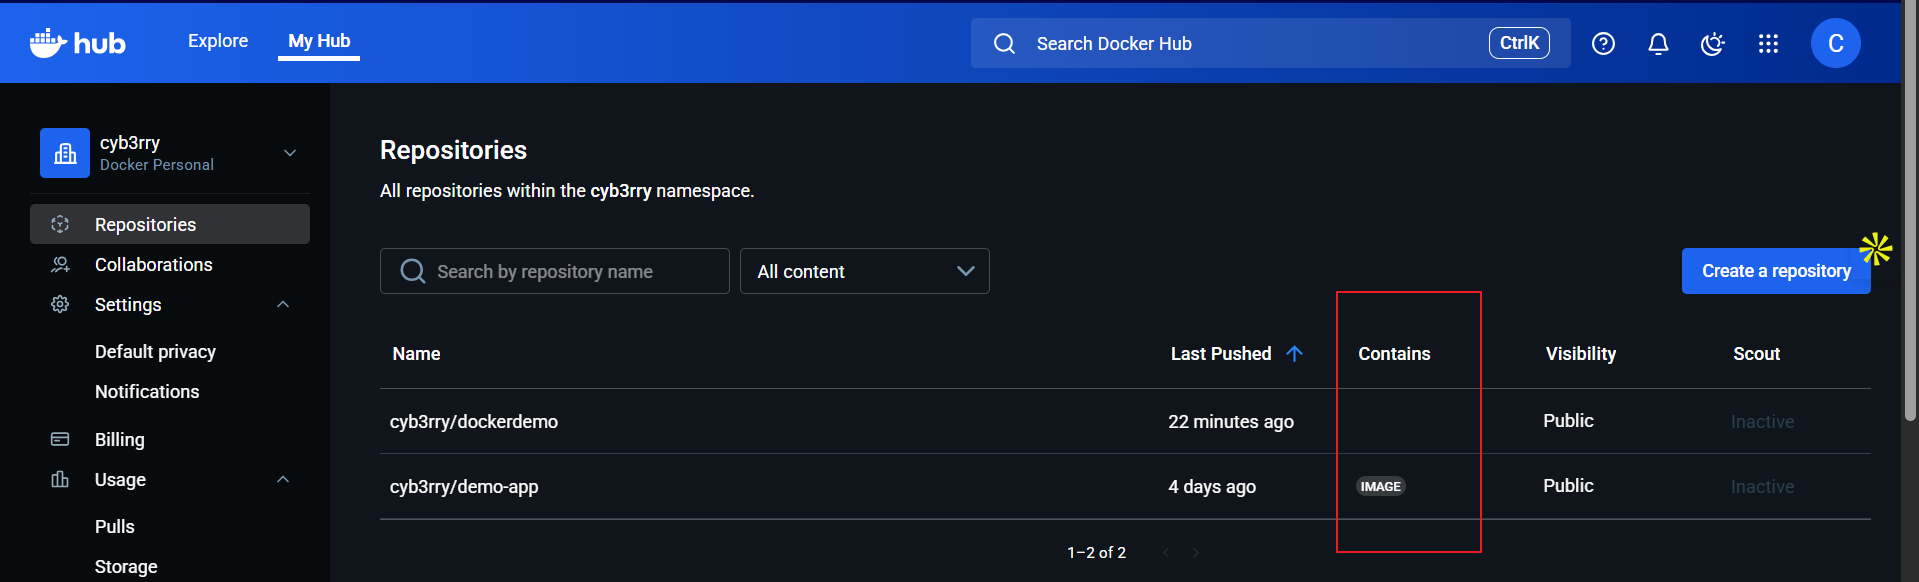 hub
Explore
My Hub
Search Docker Hub
CtrlK
C
cyb3rry
Docker Personal
Repositories
Collaborations
Settings
Default privacy
Notifications
Billing
Usage
Pulls
Storage
Repositories
All repositories within the cyb3rry namespace.
Search by repository name
All content
Create a repository
Name Last Pushed Contains Visibility Scout
cyb3rry/dockerdemo 22 minutes ago Public Inactive
cyb3rry/demo-app 4 days ago IMAGE Public Inactive
1–2 of 2